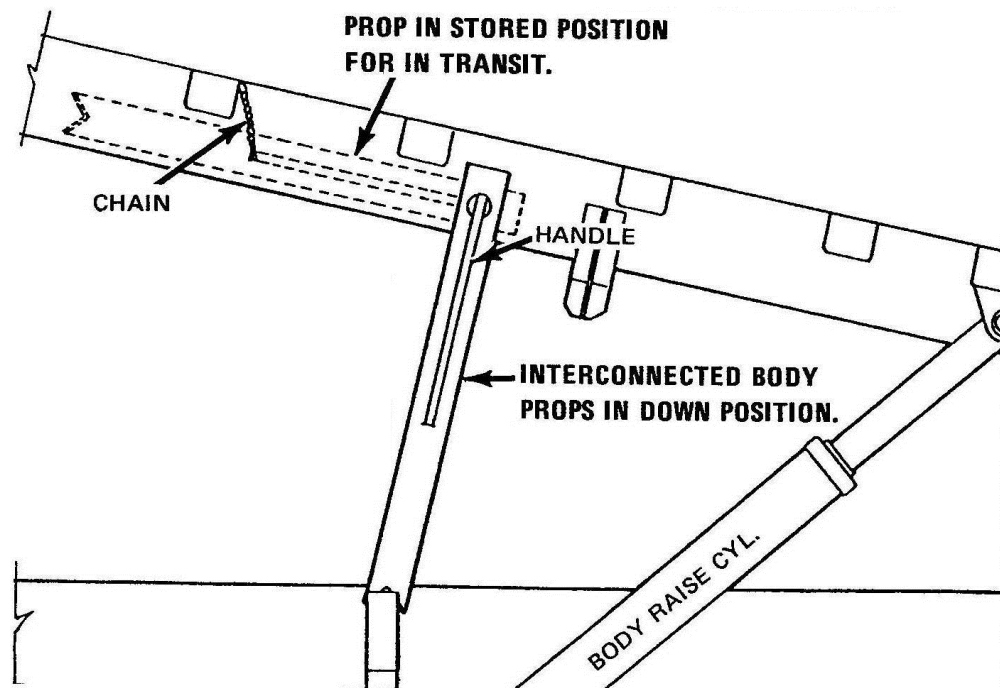 PROP IN STORED POSITION
FOR IN TRANSIT.
CHAIN
HANDLE
INTERCONNECTED BODY
PROPS IN DOWN POSITION.
BODY RAISE CYL.